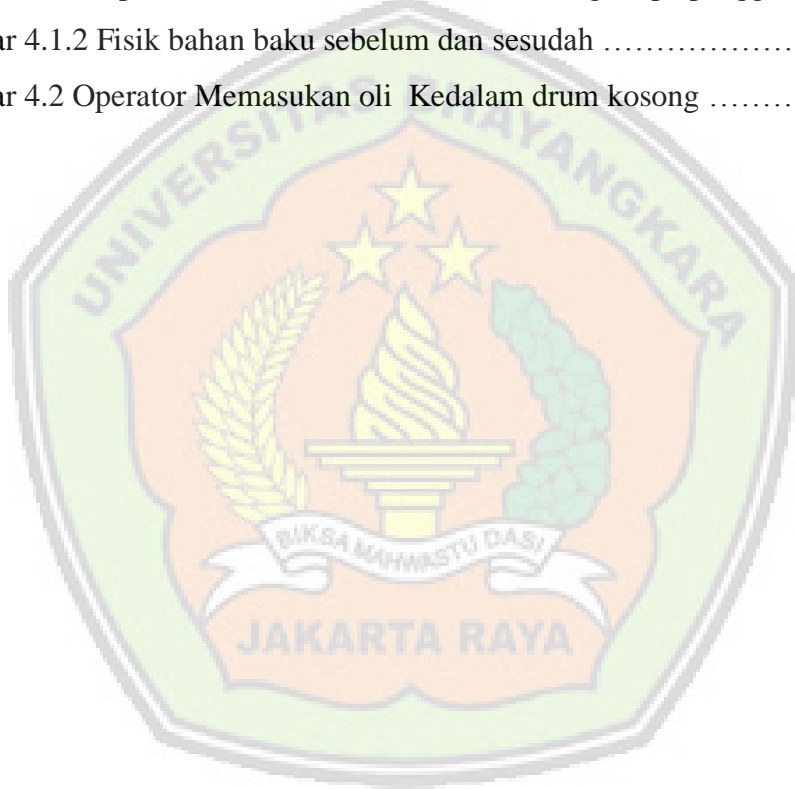 ar 4.1.2 Fisik bahan baku sebelum dan sesudah ………………
ar 4.2 Operator Memasukan oli Kedalam drum kosong ………
UNIVERSITAS BHAYANGKARA
BIKSA MAHWASTU DASI
JAKARTA RAYA